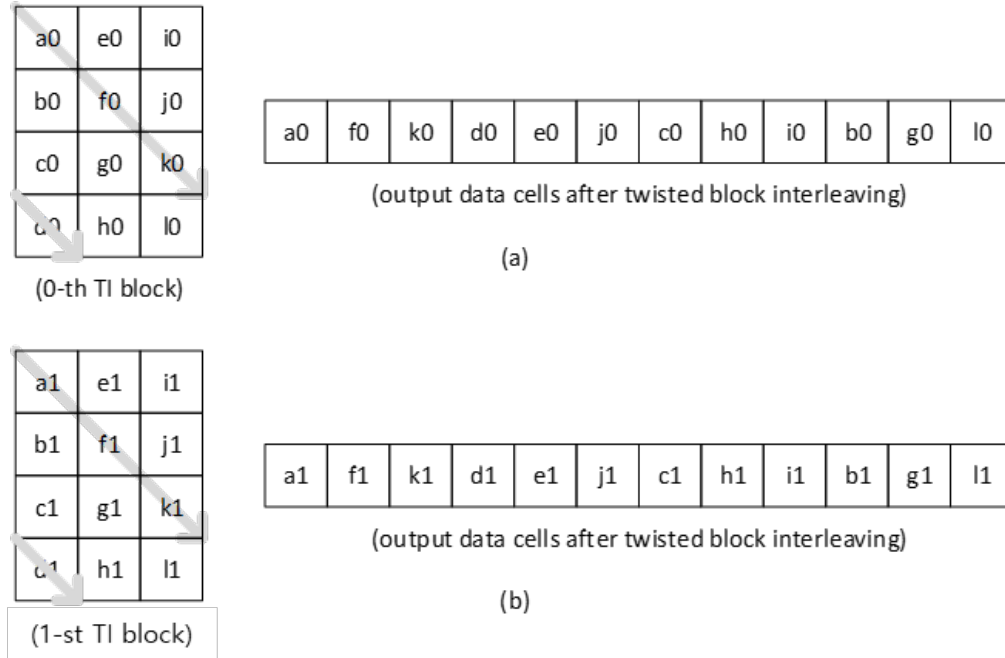 a0 e0 i0
b0 f0 j0
c0 g0 k0
d0 h0 l0
(0-th TI block)
a0 f0 k0 d0 e0 j0 c0 h0 i0 b0 g0 l0
(output data cells after twisted block interleaving)
(a)
a1 e1 i1
b1 f1 j1
c1 g1 k1
d1 h1 l1
(1-st TI block)
a1 f1 k1 d1 e1 j1 c1 h1 i1 b1 g1 l1
(output data cells after twisted block interleaving)
(b)